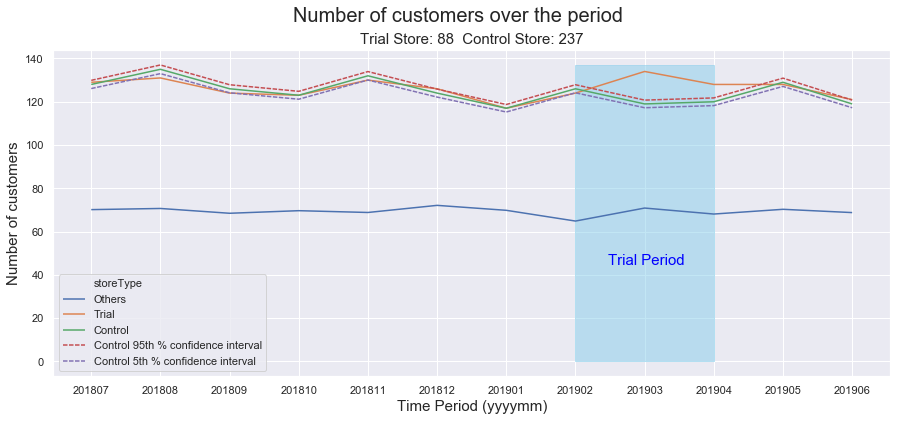 Number of customers over the period
Trial Store: 88  Control Store: 237
140
120
100
80
60
40
20
0
Number of customers
Trial Period
storeType
Others
Trial
Control
Control 95th % confidence interval
Control 5th % confidence interval
201807 201808 201809 201810 201811 201812 201901 201902 201903 201904 201905 201906
Time Period (yyyymm)